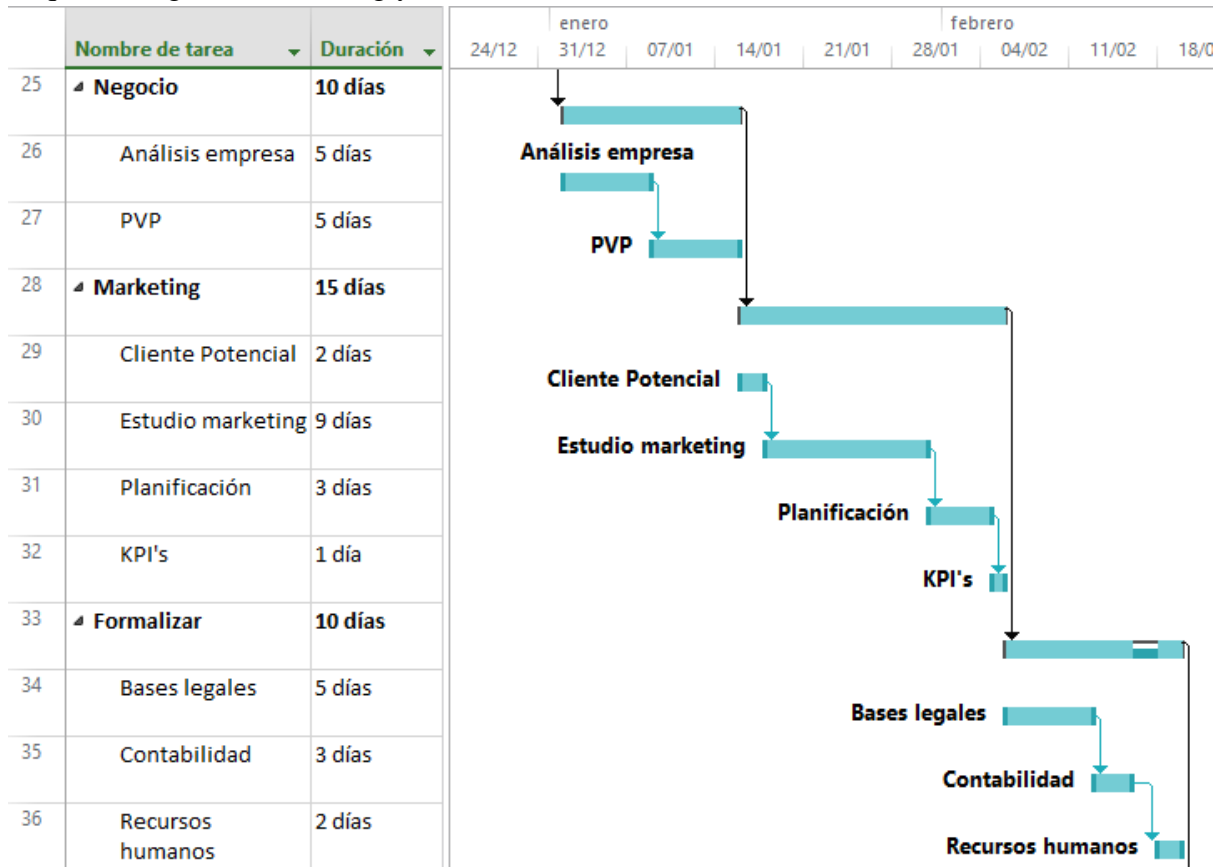 enero febrero
Nombre de tarea Duración 24/12 31/12 07/01 14/01 21/01 28/01 04/02 11/02 18/0
25 Negocio 10 días
26 Análisis empresa 5 días Análisis empresa
27 PVP 5 días PVP
28 Marketing 15 días
29 Cliente Potencial 2 días Cliente Potencial
30 Estudio marketing 9 días Estudio marketing
31 Planificación 3 días Planificación
32 KPI's 1 día KPI's
33 Formalizar 10 días
34 Bases legales 5 días Bases legales
35 Contabilidad 3 días Contabilidad
36 Recursos 2 días
humanos Recursos humanos